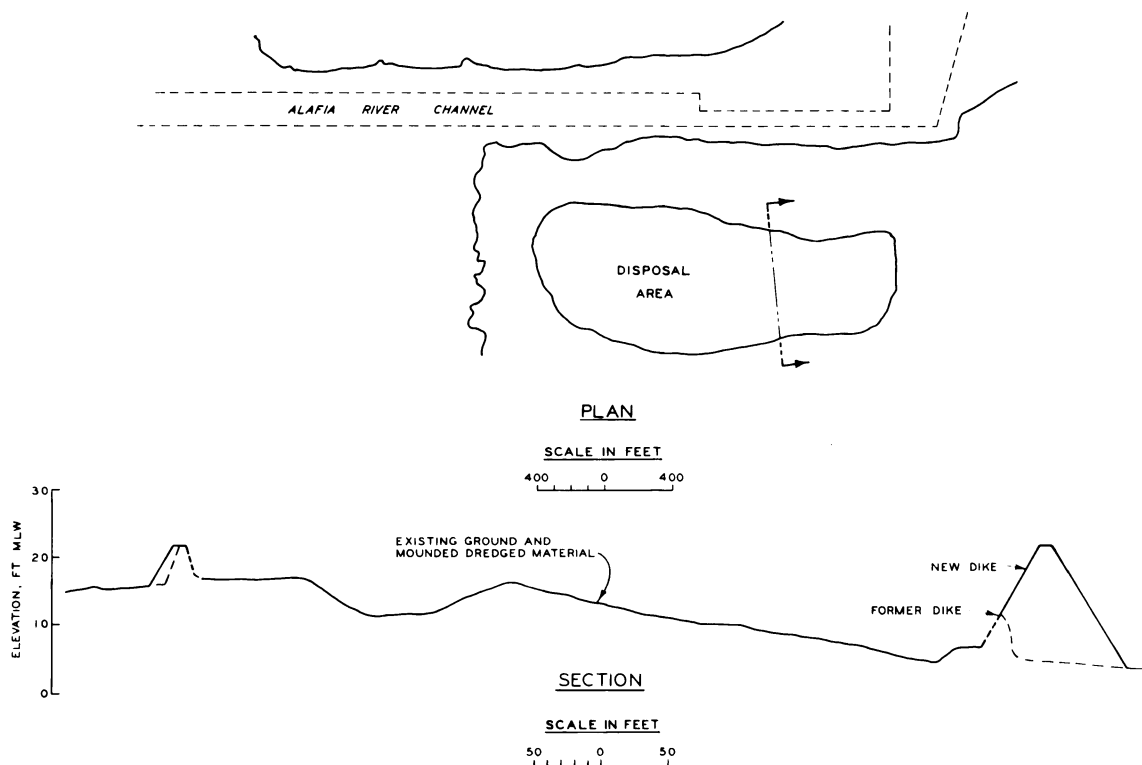 ALAFIA RIVER CHANNEL
DISPOSAL
AREA
PLAN
SCALE IN FEET
400 0 400
30
20
10
0
ELEVATION, FT MLW
EXISTING GROUND AND
MOUNDED DREDGED MATERIAL
NEW DIKE
FORMER DIKE
SECTION
SCALE IN FEET
50 0 50